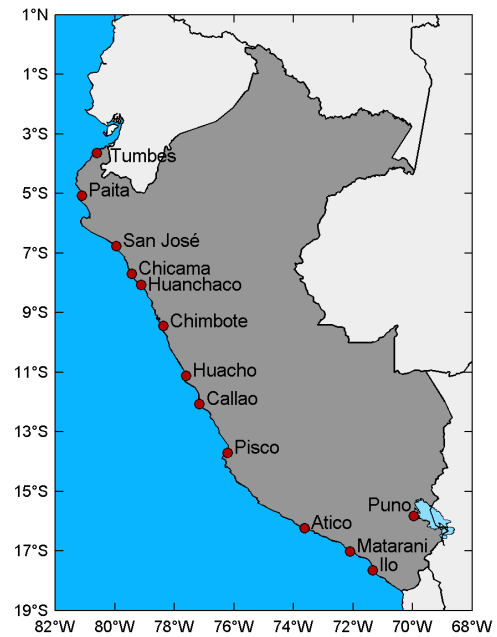 1°N
1°S
3°S
Tumbes
5°S
Paita
7°S
San José
Chicama
Huanchaco
9°S
Chimbote
11°S
Huacho
Callao
13°S
Pisco
15°S
Puno
Atico
17°S
Matarani
Ilo
19°S
82°W 80°W 78°W 76°W 74°W 72°W 70°W 68°W